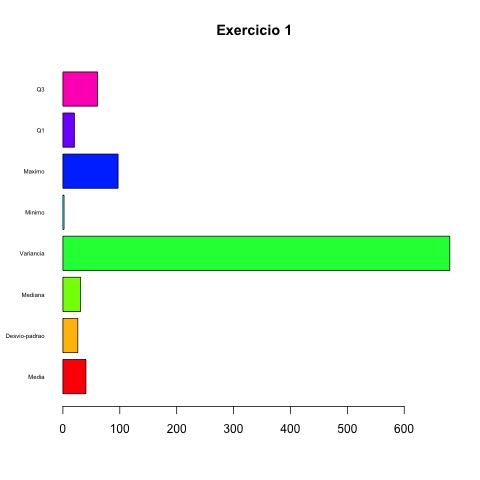 Exercicio 1
Q3
Q1
Maximo
Minimo
Variancia
Mediana
Desvio-padrao
Media
0 100 200 300 400 500 600